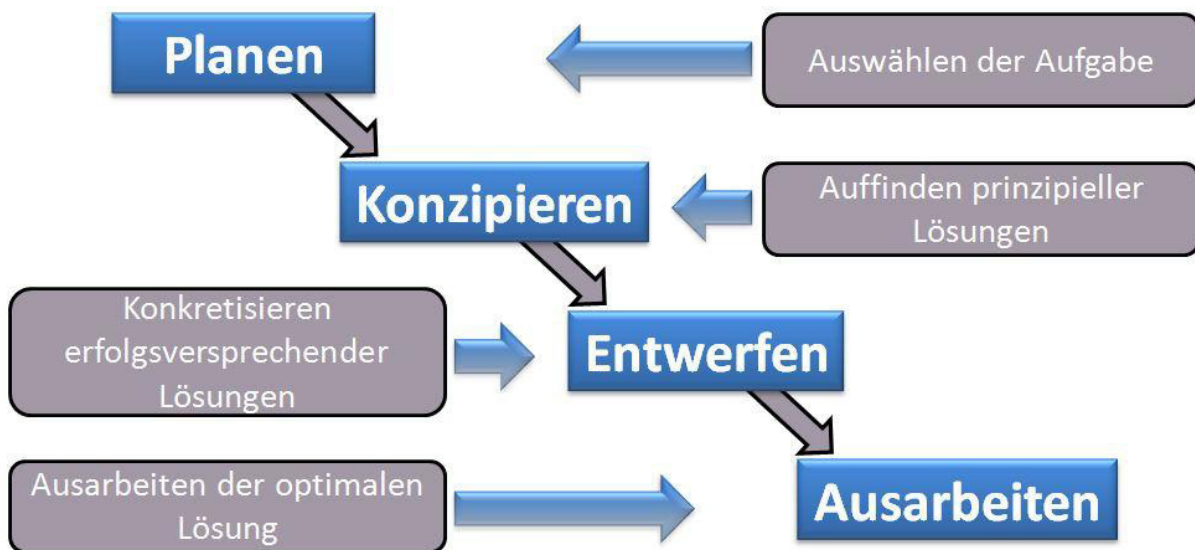 Planen
Auswählen der Aufgabe
Konzipieren
Auffinden prinzipieller
Lösungen
Konkretisieren
erfolgsversprechender
Lösungen
Entwerfen
Ausarbeiten der optimalen
Lösung
Ausarbeiten